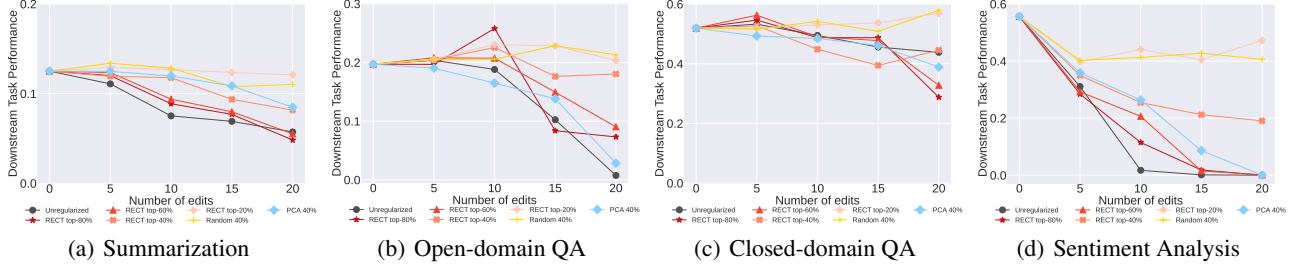 Downstream Task Performance
0.2
0.1
0.0
0 5 10 15 20
Number of edits
Unregularized
RECT top-80%
RECT top-60%
RECT top-40%
RECT top-20%
Random 40%
PCA 40%
(a) Summarization
Downstream Task Performance
0.3
0.2
0.1
0.0
0 5 10 15 20
Number of edits
Unregularized
RECT top-80%
RECT top-60%
RECT top-40%
RECT top-20%
Random 40%
PCA 40%
(b) Open-domain QA
Downstream Task Performance
0.6
0.4
0.2
0.0
0 5 10 15 20
Number of edits
Unregularized
RECT top-80%
RECT top-60%
RECT top-40%
RECT top-20%
Random 40%
PCA 40%
(c) Closed-domain QA
Downstream Task Performance
0.6
0.4
0.2
0.0
0 5 10 15 20
Number of edits
Unregularized
RECT top-80%
RECT top-60%
RECT top-40%
RECT top-20%
Random 40%
PCA 40%
(d) Sentiment Analysis